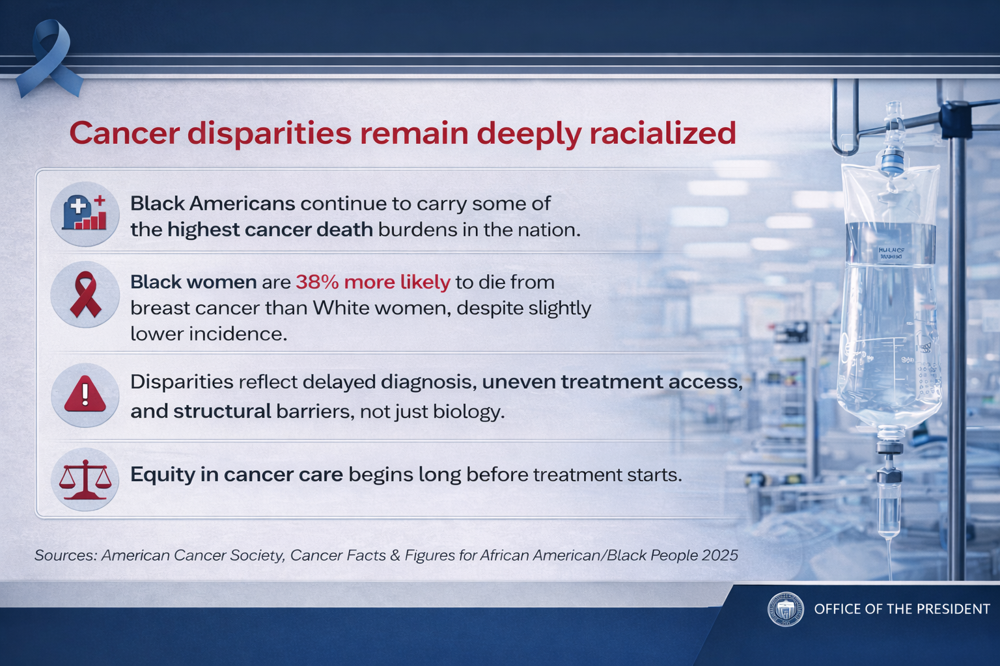 Cancer disparities remain deeply racialized
Black Americans continue to carry some of
the highest cancer death burdens in the nation.
Black women are 38% more likely to die from
breast cancer than White women, despite slightly
lower incidence.
Disparities reflect delayed diagnosis, uneven treatment access,
and structural barriers, not just biology.
Equity in cancer care begins long before treatment starts.
Sources: American Cancer Society, Cancer Facts & Figures for African American/Black People 2025
OFFICE OF THE PRESIDENT